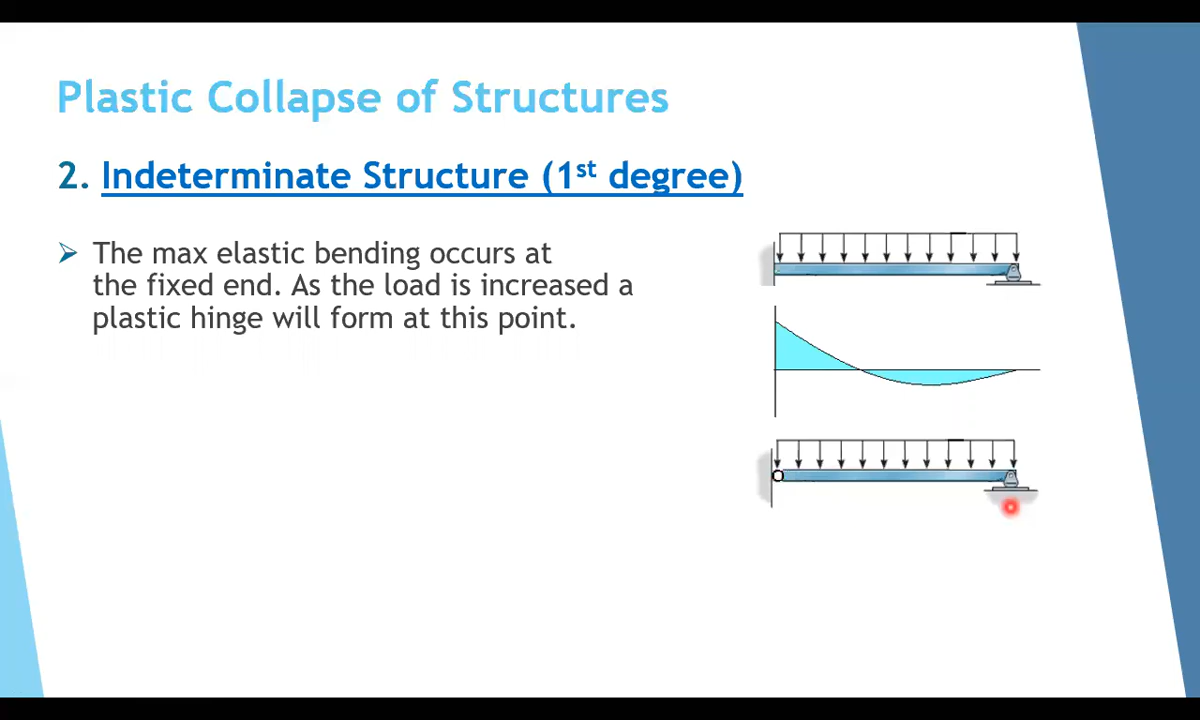 Plastic Collapse of Structures
2. Indeterminate Structure (1st degree)
The max elastic bending occurs at
the fixed end. As the load is increased a
plastic hinge will form at this point.